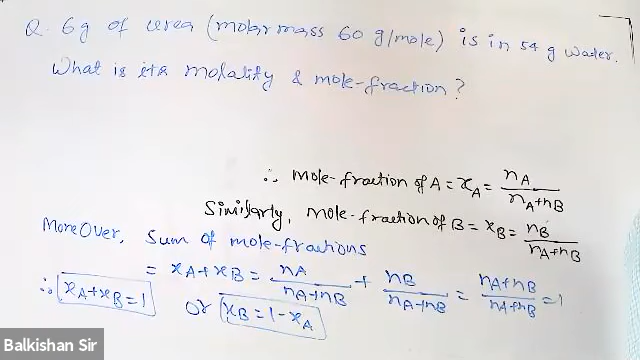 Q. 6g of urea (molar mass 60 g/mole) is in 54 g water.
What is its molality & mole-fraction?
∴ mole-fraction of A = xA = nA / nA+nB
Similarly, mole-fraction of B = xB = nB / nA+nB
MoreOver, Sum of mole-fractions
= xA+xB = nA / nA+nB + nB / nA+nB = nA+nB / nA+nB = 1
∴ xA+xB=1 or xB=1-xA
Balkishan Sir